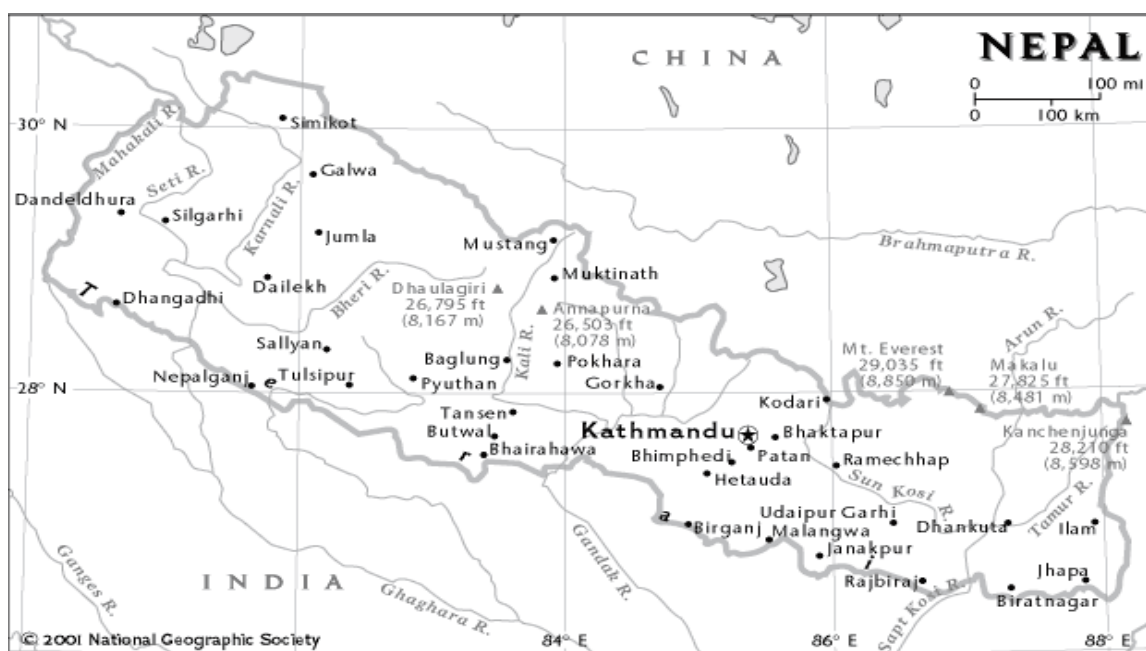 NEPAL
CHINA
0 100 mi
0 100 km
30° N
Simikot
Mahakali R.
Galwa
Seti R.
Dandeldhura
Silgarhi
Karnali R.
Jumla
Mustang
Brahmaputra R.
Muktinath
Dailekh
Bheri R.
Dhaulagiri
26,795 ft
(8,167 m)
Annapurna
26,503 ft
(8,078 m)
Dhangadhi
Kali R.
Arun R.
Sallyan
Baglung
Pokhara
Mt. Everest
29,035 ft
(8,850 m)
Makalu
27,825 ft
(8,481 m)
28° N
Nepalganj
Tulsipur
Pyuthan
Gorkha
Kodari
Tansen
Kanchenjunga
28,210 ft
(8,598 m)
Butwal
Kathmandu
Bhaktapur
Bhairahawa
Bhimphedi
Patan
Ramechhap
Hetauda
Sun Kosi R.
Tamur R.
Birganj
Malangwa
Udaipur Garhi
Dhankuta
Ilam
Janakpur
Terai
Rajbiraj
Jhapa
Biratnagar
INDIA
Ganges R.
Ghaghara R.
Gandak R.
Sapt Kosi R.
© 2001 National Geographic Society
84° E
86° E
88° E